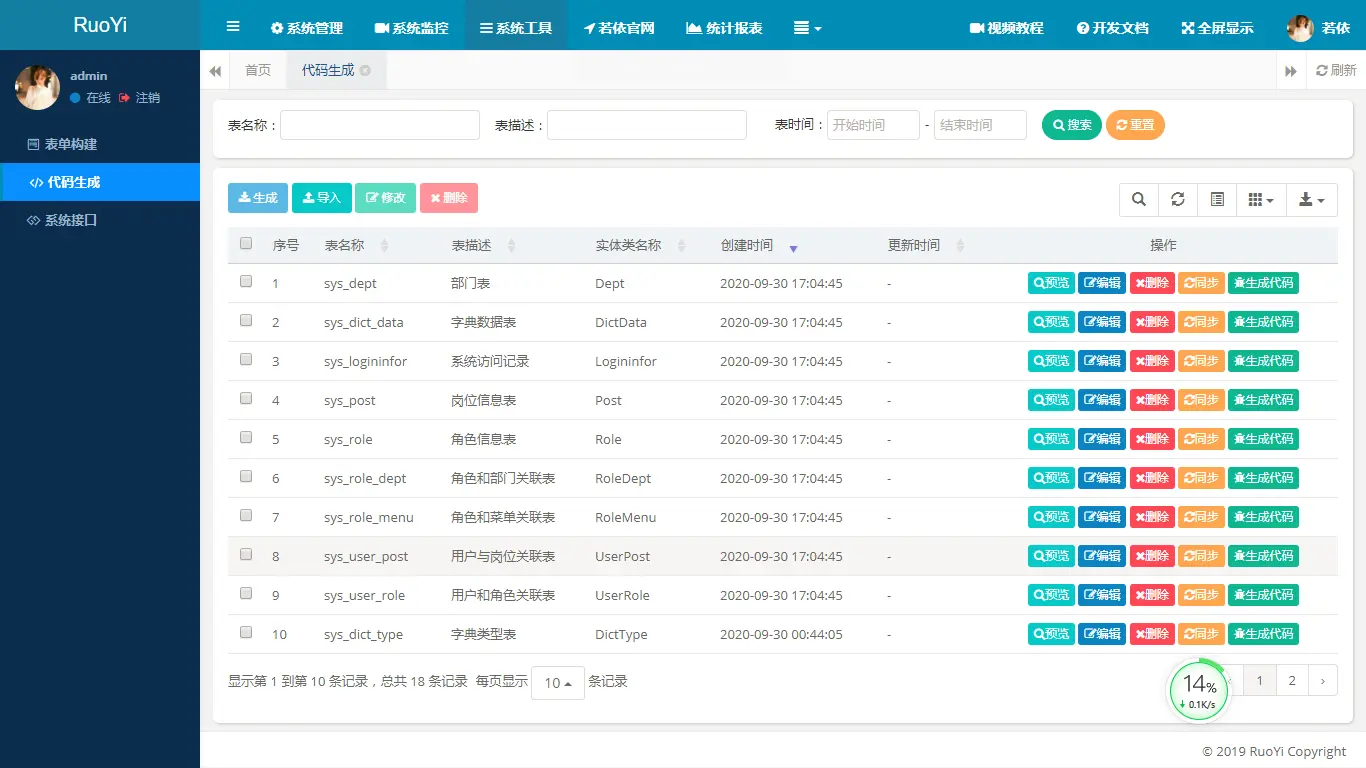 RuoYi 系统管理 系统监控 系统工具 若依官网 统计报表 视频教程 开发文档 全屏显示 若依
admin
在线 注销
表单构建
代码生成
系统接口
首页 代码生成 刷新
表名称： 表描述： 表时间： 开始时间 - 结束时间 搜索 重置
生成 导入 修改 删除
序号 表名称 表描述 实体类名称 创建时间 更新时间 操作
1 sys_dept 部门表 Dept 2020-09-30 17:04:45 - 预览 编辑 删除 同步 生成代码
2 sys_dict_data 字典数据表 DictData 2020-09-30 17:04:45 - 预览 编辑 删除 同步 生成代码
3 sys_logininfor 系统访问记录 Logininfor 2020-09-30 17:04:45 - 预览 编辑 删除 同步 生成代码
4 sys_post 岗位信息表 Post 2020-09-30 17:04:45 - 预览 编辑 删除 同步 生成代码
5 sys_role 角色信息表 Role 2020-09-30 17:04:45 - 预览 编辑 删除 同步 生成代码
6 sys_role_dept 角色和部门关联表 RoleDept 2020-09-30 17:04:45 - 预览 编辑 删除 同步 生成代码
7 sys_role_menu 角色和菜单关联表 RoleMenu 2020-09-30 17:04:45 - 预览 编辑 删除 同步 生成代码
8 sys_user_post 用户与岗位关联表 UserPost 2020-09-30 17:04:45 - 预览 编辑 删除 同步 生成代码
9 sys_user_role 用户和角色关联表 UserRole 2020-09-30 17:04:45 - 预览 编辑 删除 同步 生成代码
10 sys_dict_type 字典类型表 DictType 2020-09-30 00:44:05 - 预览 编辑 删除 同步 生成代码
显示第 1 到第 10 条记录，总共 18 条记录 每页显示 10 条记录 ‹ 1 2 ›
14%
0.1K/s
© 2019 RuoYi Copyright